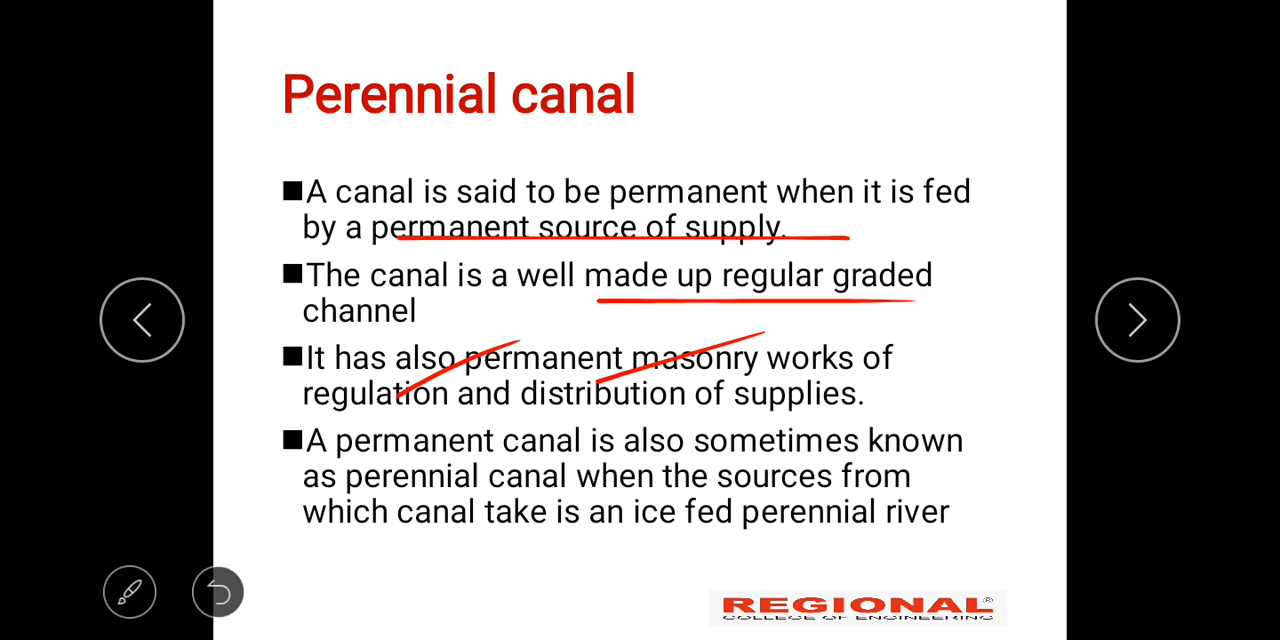 Perennial canal
■A canal is said to be permanent when it is fed
by a permanent source of supply.
■The canal is a well made up regular graded
channel
■It has also permanent masonry works of
regulation and distribution of supplies.
■A permanent canal is also sometimes known
as perennial canal when the sources from
which canal take is an ice fed perennial river
REGIONAL®
COLLEGE OF ENGINEERING